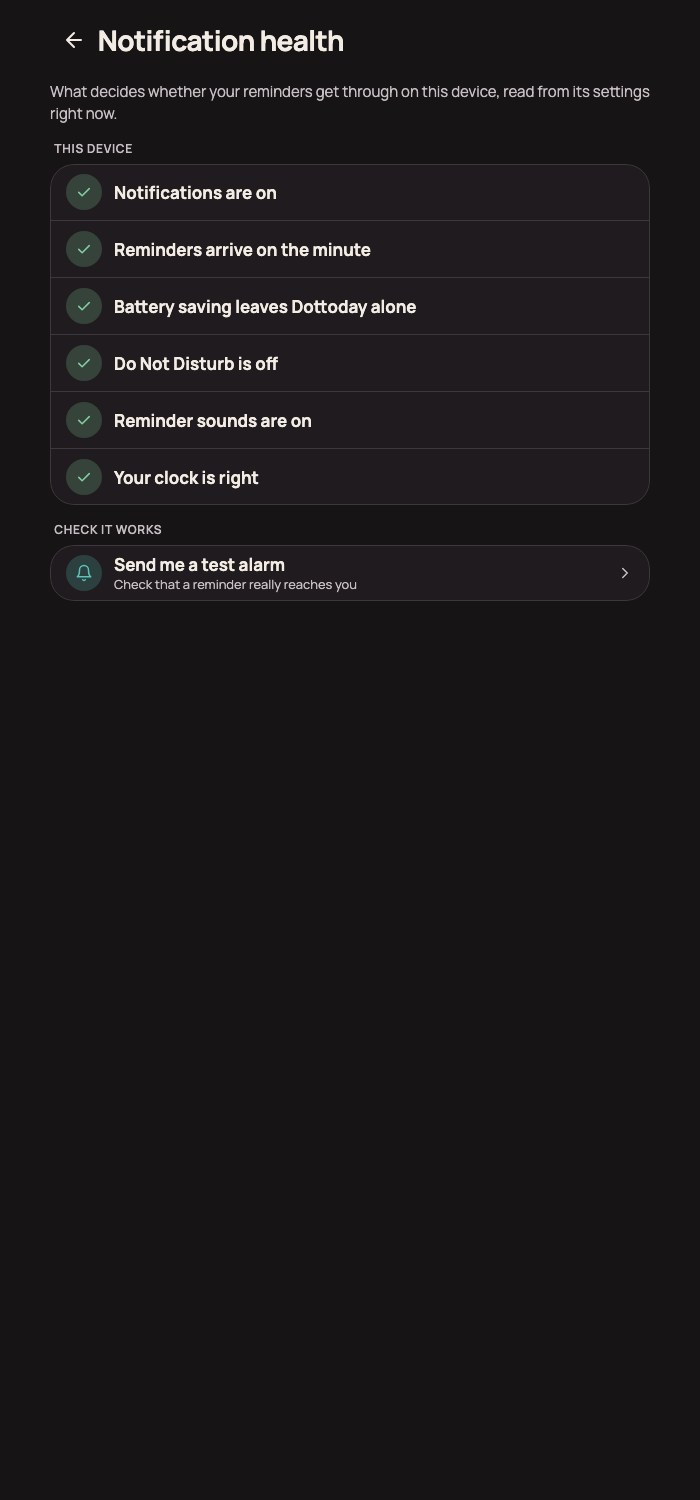 Notification health
What decides whether your reminders get through on this device, read from its settings
right now.
THIS DEVICE
Notifications are on
Reminders arrive on the minute
Battery saving leaves Dottoday alone
Do Not Disturb is off
Reminder sounds are on
Your clock is right
CHECK IT WORKS
Send me a test alarm
Check that a reminder really reaches you